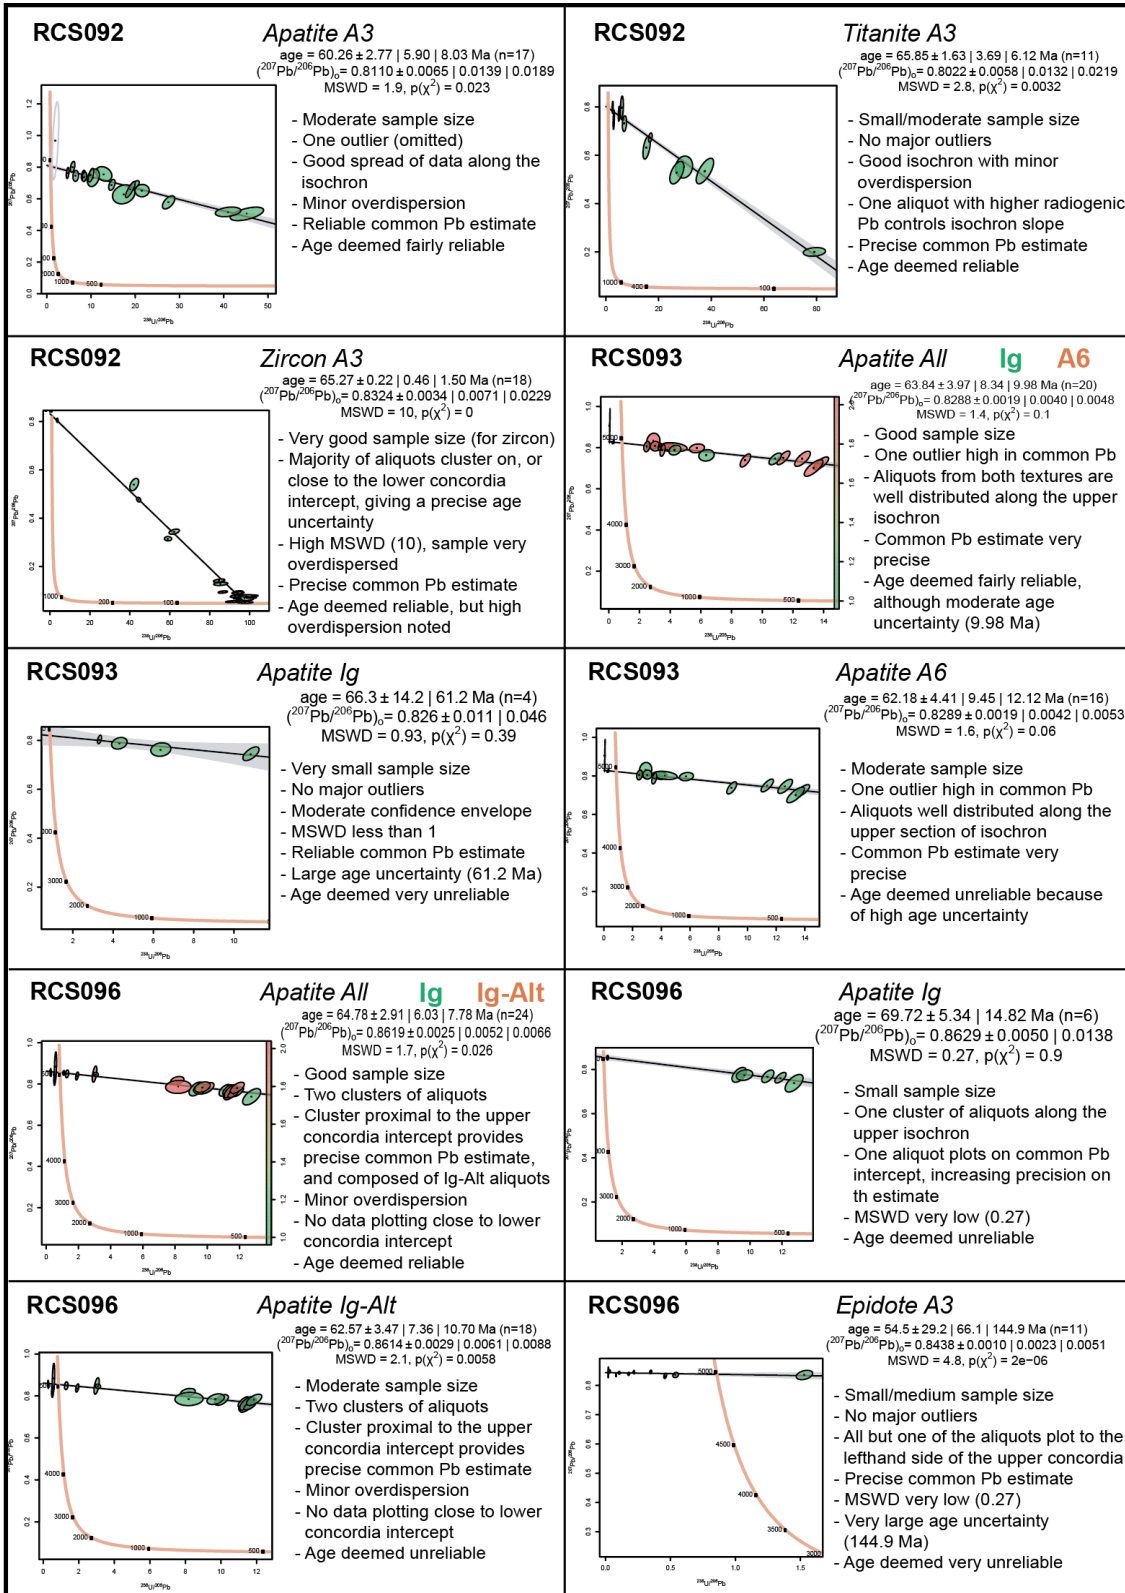 RCS092
Apatite A3
age = 60.26 ± 2.77 | 5.90 | 8.03 Ma (n=17)
(²⁰⁷Pb/²⁰⁶Pb)ₒ= 0.8110 ± 0.0065 | 0.0139 | 0.0189
MSWD = 1.9, p(χ²) = 0.023
- Moderate sample size
- One outlier (omitted)
- Good spread of data along the
isochron
- Minor overdispersion
- Reliable common Pb estimate
- Age deemed fairly reliable
²³⁸U/²⁰⁶Pb
RCS092
Titanite A3
age = 65.85 ± 1.63 | 3.69 | 6.12 Ma (n=11)
(²⁰⁷Pb/²⁰⁶Pb)ₒ= 0.8022 ± 0.0058 | 0.0132 | 0.0219
MSWD = 2.8, p(χ²) = 0.0032
- Small/moderate sample size
- No major outliers
- Good isochron with minor
overdispersion
- One aliquot with higher radiogenic
Pb controls isochron slope
- Precise common Pb estimate
- Age deemed reliable
²³⁸U/²⁰⁶Pb
RCS092
Zircon A3
age = 65.27 ± 0.22 | 0.46 | 1.50 Ma (n=18)
(²⁰⁷Pb/²⁰⁶Pb)ₒ= 0.8324 ± 0.0034 | 0.0071 | 0.0229
MSWD = 10, p(χ²) = 0
- Very good sample size (for zircon)
- Majority of aliquots cluster on, or
close to the lower concordia
intercept, giving a precise age
uncertainty
- High MSWD (10), sample very
overdispersed
- Precise common Pb estimate
- Age deemed reliable, but high
overdispersion noted
²³⁸U/²⁰⁶Pb
RCS093
Apatite All
Ig
A6
age = 63.84 ± 3.97 | 8.34 | 9.98 Ma (n=20)
(²⁰⁷Pb/²⁰⁶Pb)ₒ= 0.8288 ± 0.0019 | 0.0040 | 0.0048
MSWD = 1.4, p(χ²) = 0.1
- Good sample size
- One outlier high in common Pb
- Aliquots from both textures are
well distributed along the upper
isochron
- Common Pb estimate very
precise
- Age deemed fairly reliable,
although moderate age
uncertainty (9.98 Ma)
²³⁸U/²⁰⁶Pb
RCS093
Apatite Ig
age = 66.3 ± 14.2 | 61.2 Ma (n=4)
(²⁰⁷Pb/²⁰⁶Pb)ₒ= 0.826 ± 0.011 | 0.046
MSWD = 0.93, p(χ²) = 0.39
- Very small sample size
- No major outliers
- Moderate confidence envelope
- MSWD less than 1
- Reliable common Pb estimate
- Large age uncertainty (61.2 Ma)
- Age deemed very unreliable
²³⁸U/²⁰⁶Pb
RCS093
Apatite A6
age = 62.18 ± 4.41 | 9.45 | 12.12 Ma (n=16)
(²⁰⁷Pb/²⁰⁶Pb)ₒ= 0.8289 ± 0.0019 | 0.0042 | 0.0053
MSWD = 1.6, p(χ²) = 0.06
- Moderate sample size
- One outlier high in common Pb
- Aliquots well distributed along the
upper section of isochron
- Common Pb estimate very
precise
- Age deemed unreliable because
of high age uncertainty
²³⁸U/²⁰⁶Pb
RCS096
Apatite All
Ig
Ig-Alt
age = 64.78 ± 2.91 | 6.03 | 7.78 Ma (n=24)
(²⁰⁷Pb/²⁰⁶Pb)ₒ= 0.8619 ± 0.0025 | 0.0052 | 0.0066
MSWD = 1.7, p(χ²) = 0.026
- Good sample size
- Two clusters of aliquots
- Cluster proximal to the upper
concordia intercept provides
precise common Pb estimate,
and composed of Ig-Alt aliquots
- Minor overdispersion
- No data plotting close to lower
concordia intercept
- Age deemed reliable
²³⁸U/²⁰⁶Pb
RCS096
Apatite Ig
age = 69.72 ± 5.34 | 14.82 Ma (n=6)
(²⁰⁷Pb/²⁰⁶Pb)ₒ= 0.8629 ± 0.0050 | 0.0138
MSWD = 0.27, p(χ²) = 0.9
- Small sample size
- One cluster of aliquots along the
upper isochron
- One aliquot plots on common Pb
intercept, increasing precision on
th estimate
- MSWD very low (0.27)
- Age deemed unreliable
²³⁸U/²⁰⁶Pb
RCS096
Apatite Ig-Alt
age = 62.57 ± 3.47 | 7.36 | 10.70 Ma (n=18)
(²⁰⁷Pb/²⁰⁶Pb)ₒ= 0.8614 ± 0.0029 | 0.0061 | 0.0088
MSWD = 2.1, p(χ²) = 0.0058
- Moderate sample size
- Two clusters of aliquots
- Cluster proximal to the upper
concordia intercept provides
precise common Pb estimate
- Minor overdispersion
- No data plotting close to lower
concordia intercept
- Age deemed unreliable
²³⁸U/²⁰⁶Pb
RCS096
Epidote A3
age = 54.5 ± 29.2 | 66.1 | 144.9 Ma (n=11)
(²⁰⁷Pb/²⁰⁶Pb)ₒ= 0.8438 ± 0.0010 | 0.0023 | 0.0051
MSWD = 4.8, p(χ²) = 2e−06
- Small/medium sample size
- No major outliers
- All but one of the aliquots plot to the
lefthand side of the upper concordia
- Precise common Pb estimate
- MSWD very low (0.27)
- Very large age uncertainty
(144.9 Ma)
- Age deemed very unreliable
²³⁸U/²⁰⁶Pb